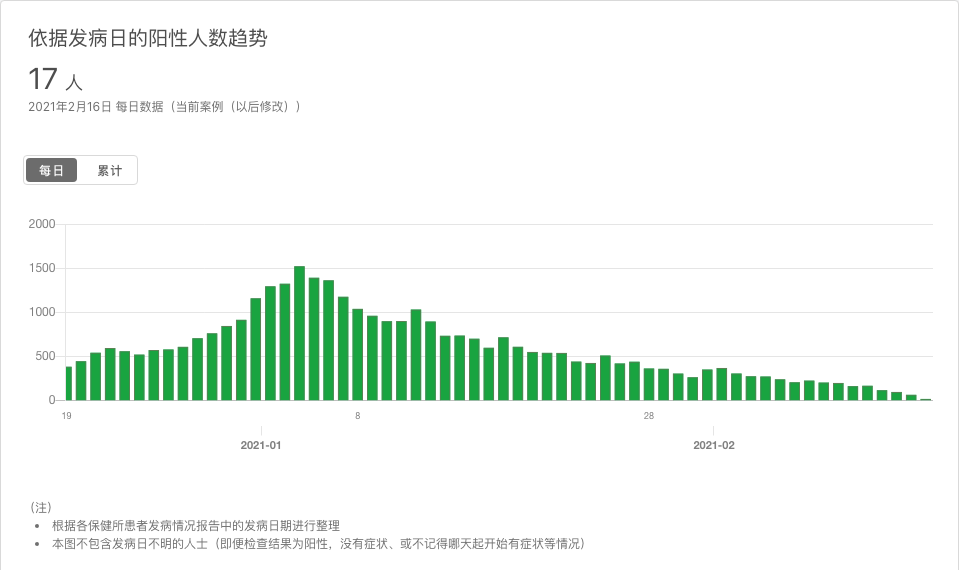 依据发病日的阳性人数趋势
17 人
2021年2月16日 每日数据（当前案例（以后修改））
每日 累计
2000
1500
1000
500
0
19 8 28
2021-01 2021-02
（注）
• 根据各保健所患者发病情况报告中的发病日期进行整理
• 本图不包含发病日不明的人士（即便检查结果为阳性，没有症状、或不记得哪天起开始有症状等情况）